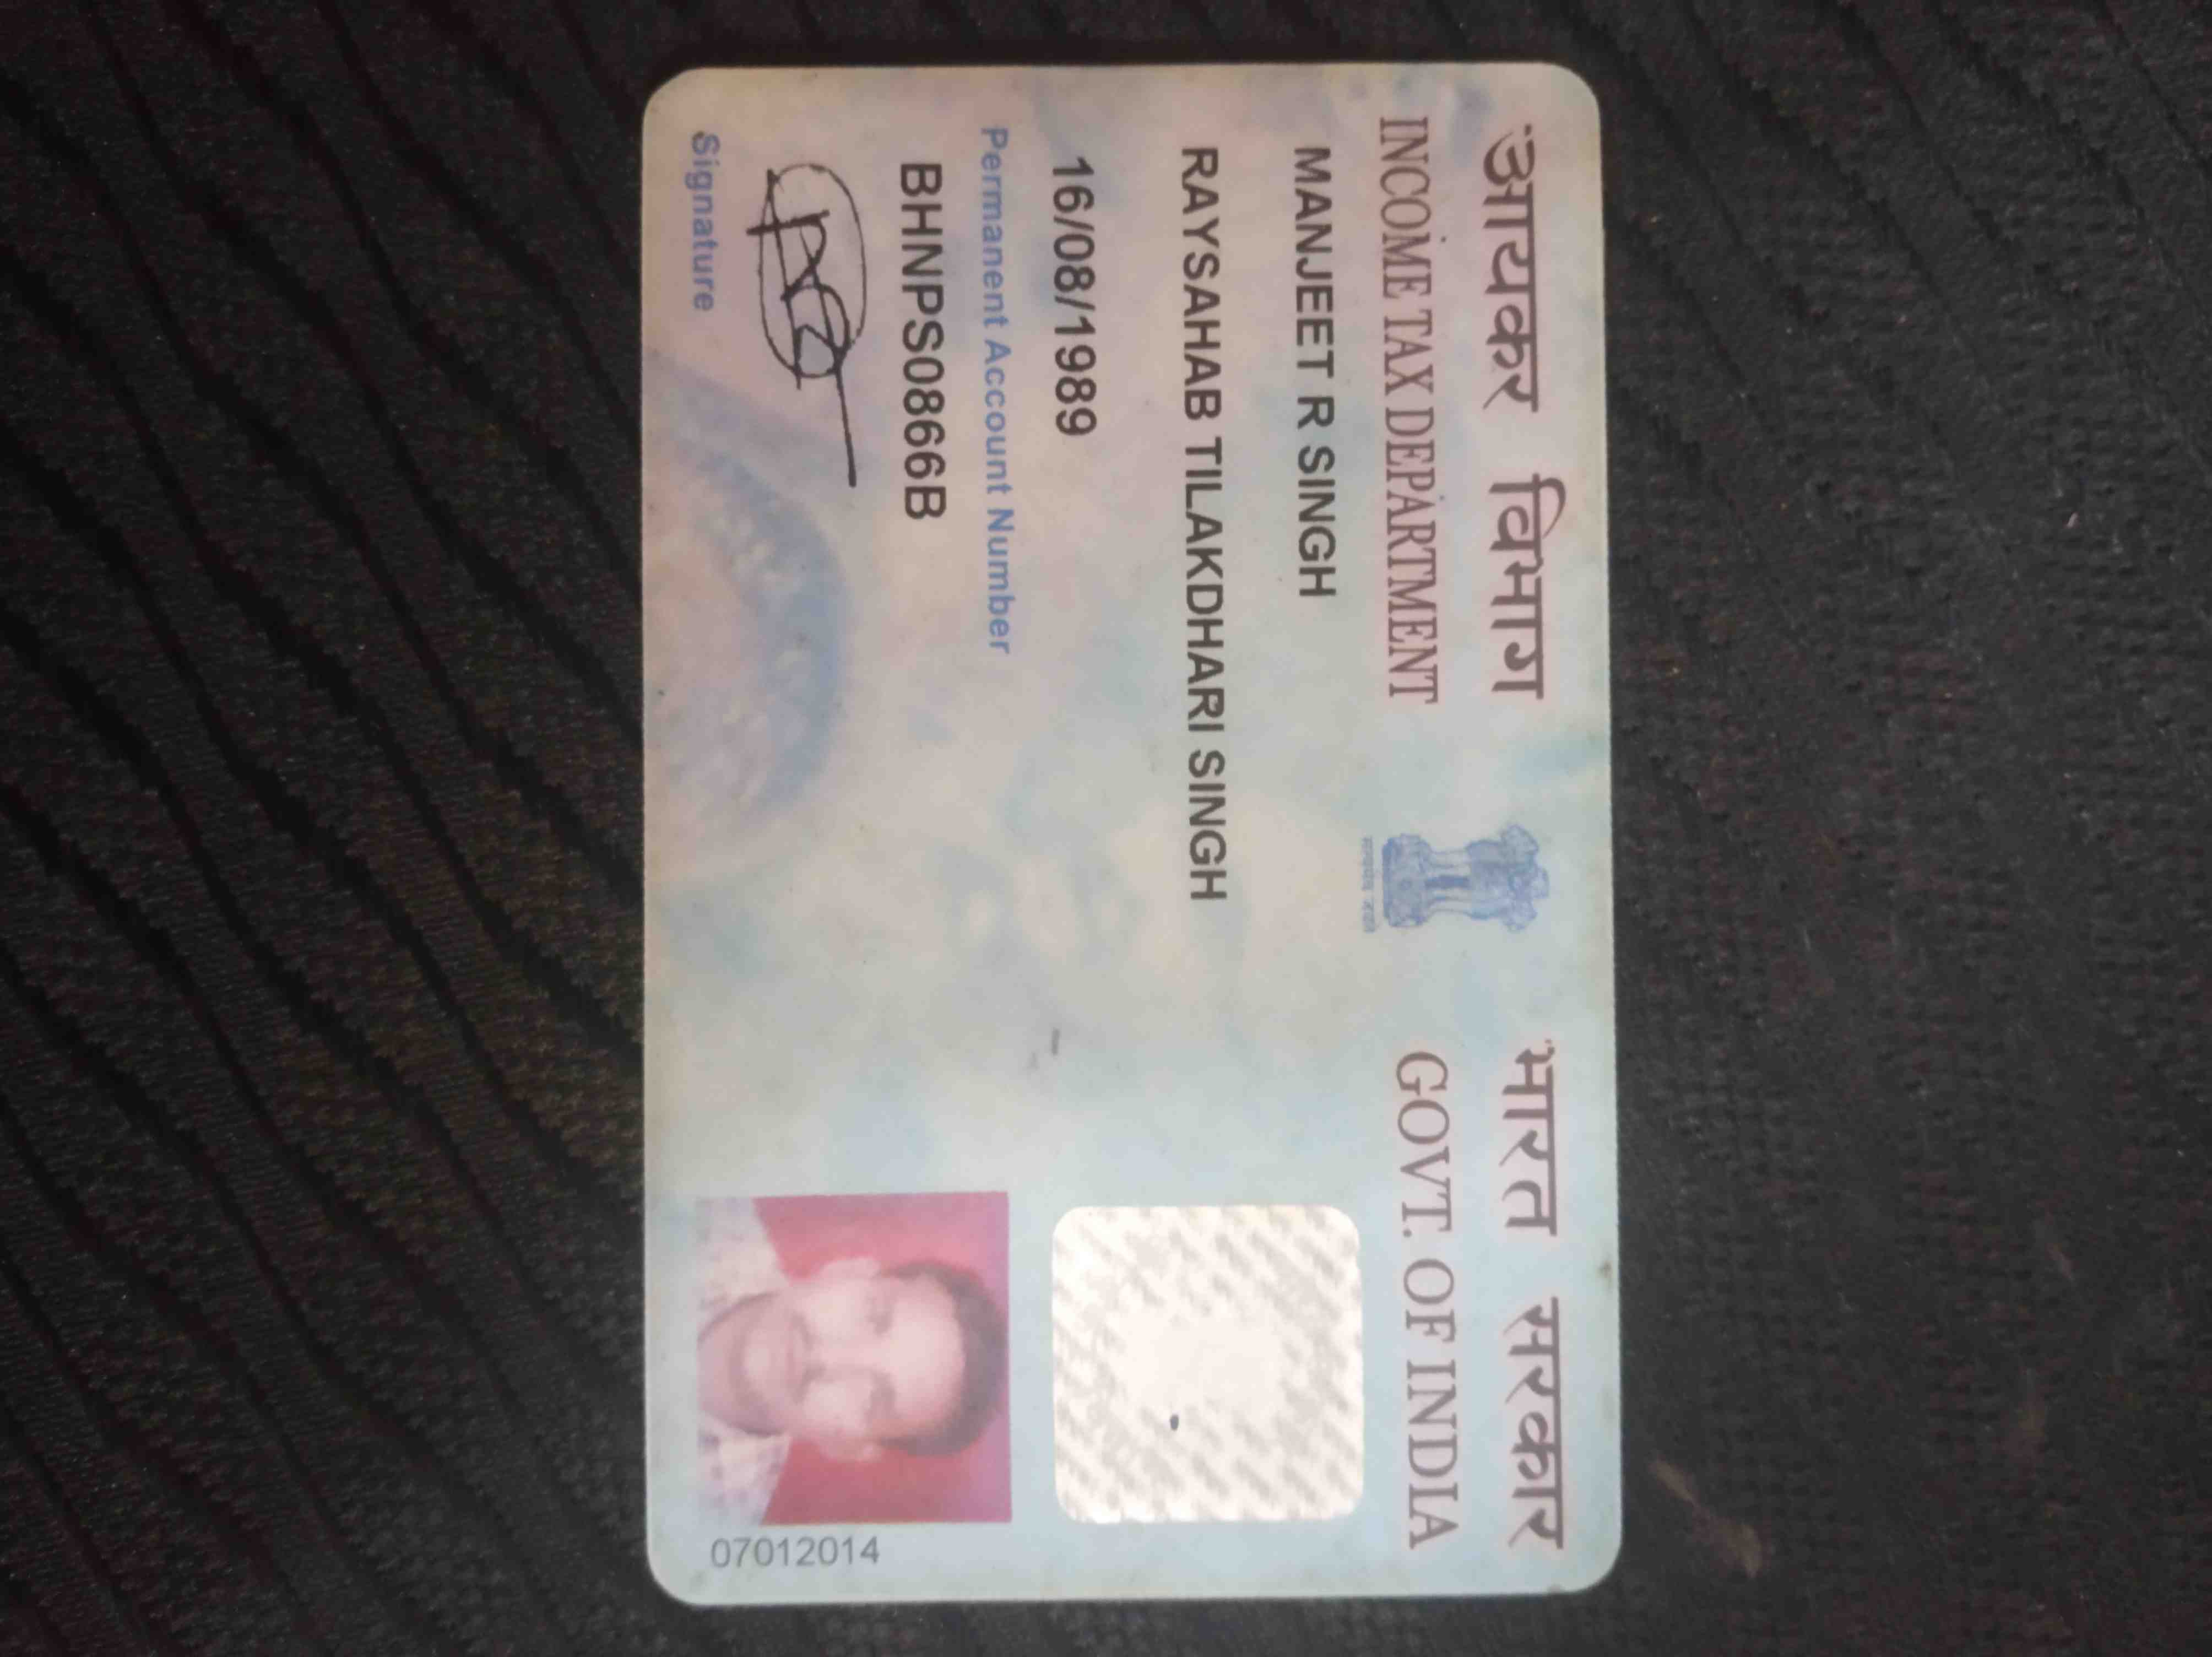 आयकर विभाग
INCOME TAX DEPARTMENT
भारत सरकार
GOVT. OF INDIA
सत्यमेव जयते
MANJEET R SINGH
RAYSAHAB TILAKDHARI SINGH
16/08/1989
Permanent Account Number
BHNPS0866B
Signature
07012014